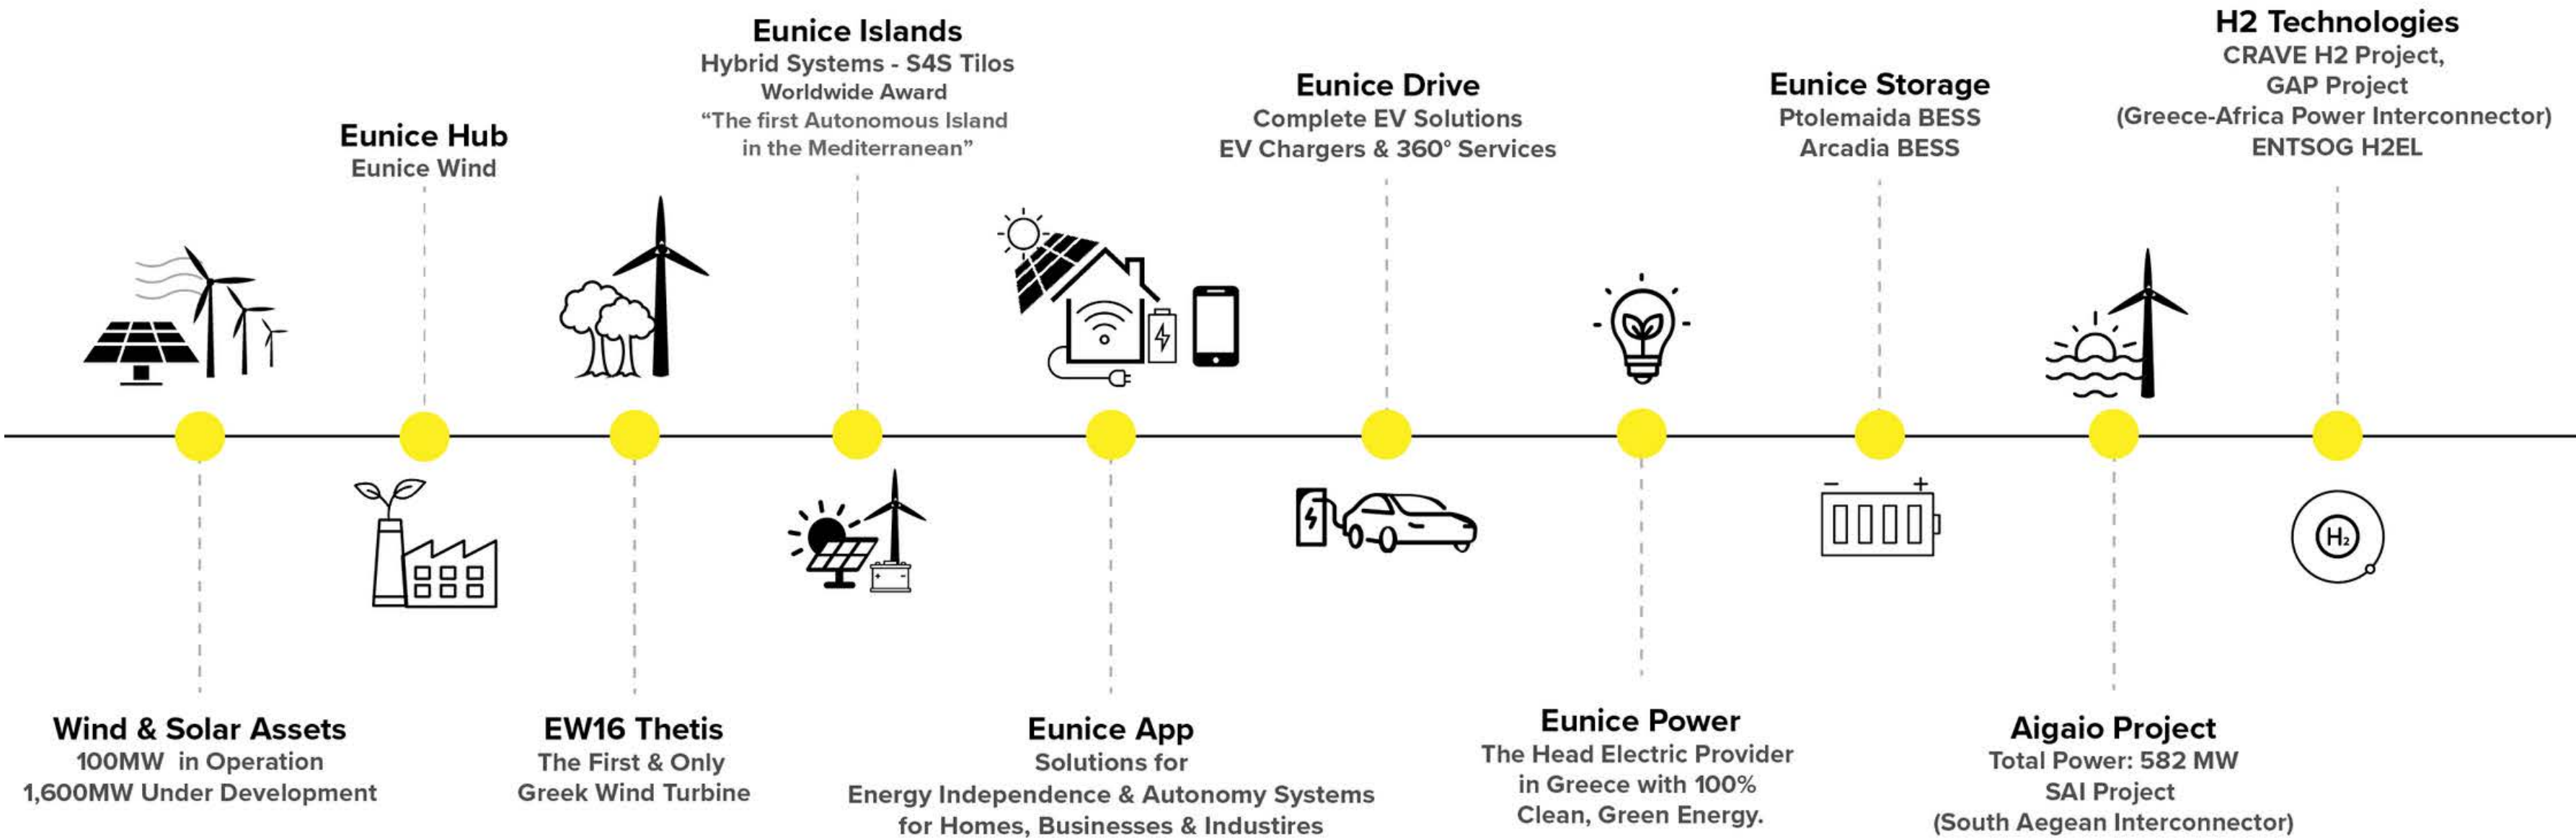 Wind & Solar Assets
100MW in Operation
1,600MW Under Development
Eunice Hub
Eunice Wind
EW16 Thetis
The First & Only
Greek Wind Turbine
Eunice Islands
Hybrid Systems - S4S Tilos
Worldwide Award
“The first Autonomous Island
in the Mediterranean”
Eunice App
Solutions for
Energy Independence & Autonomy Systems
for Homes, Businesses & Industires
Eunice Drive
Complete EV Solutions
EV Chargers & 360° Services
Eunice Power
The Head Electric Provider
in Greece with 100%
Clean, Green Energy.
Eunice Storage
Ptolemaida BESS
Arcadia BESS
- +
Aigaio Project
Total Power: 582 MW
SAI Project
(South Aegean Interconnector)
H2 Technologies
CRAVE H2 Project,
GAP Project
(Greece-Africa Power Interconnector)
ENTSOG H2EL
H₂